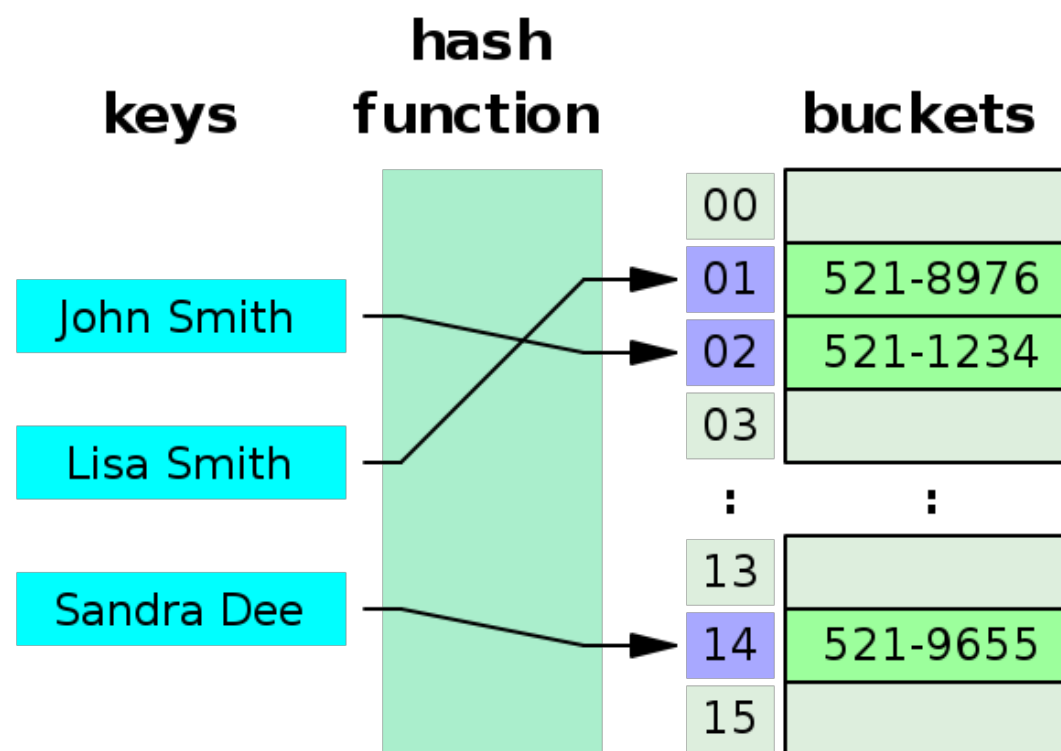 hash
keys function buckets
00
01 521-8976
John Smith
02 521-1234
03
Lisa Smith
: :
13
Sandra Dee
14 521-9655
15